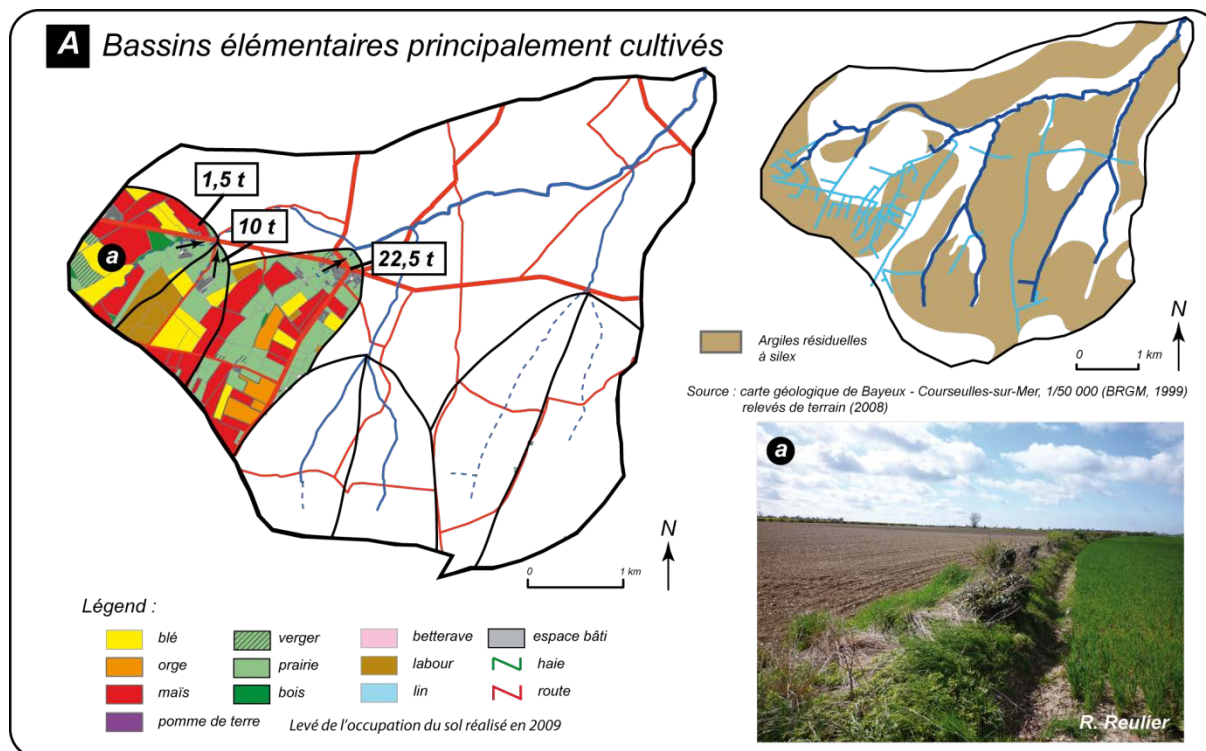 A Bassins élémentaires principalement cultivés
1,5 t
10 t
22,5 t
a
N
0 1 km
Légend :
blé
verger
betterave
espace bâti
orge
prairie
labour
haie
maïs
bois
lin
route
pomme de terre
Levé de l'occupation du sol réalisé en 2009
Argiles résiduelles
à silex
0 1 km
N
Source : carte géologique de Bayeux - Courseulles-sur-Mer, 1/50 000 (BRGM, 1999)
relevés de terrain (2008)
a
R. Reulier